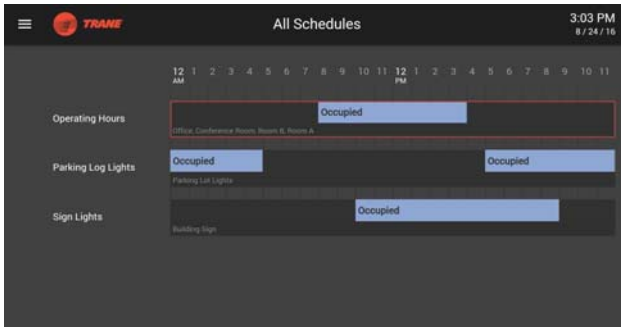 TRANE
All Schedules
3:03 PM
8 / 24 / 16
12 1 2 3 4 5 6 7 8 9 10 11 12 1 2 3 4 5 6 7 8 9 10 11
AM PM
Operating Hours
Occupied
Office, Conference Room, Room B, Room A
Parking Log Lights
Occupied Occupied
Parking Lot Lights
Sign Lights
Occupied
Building Sign